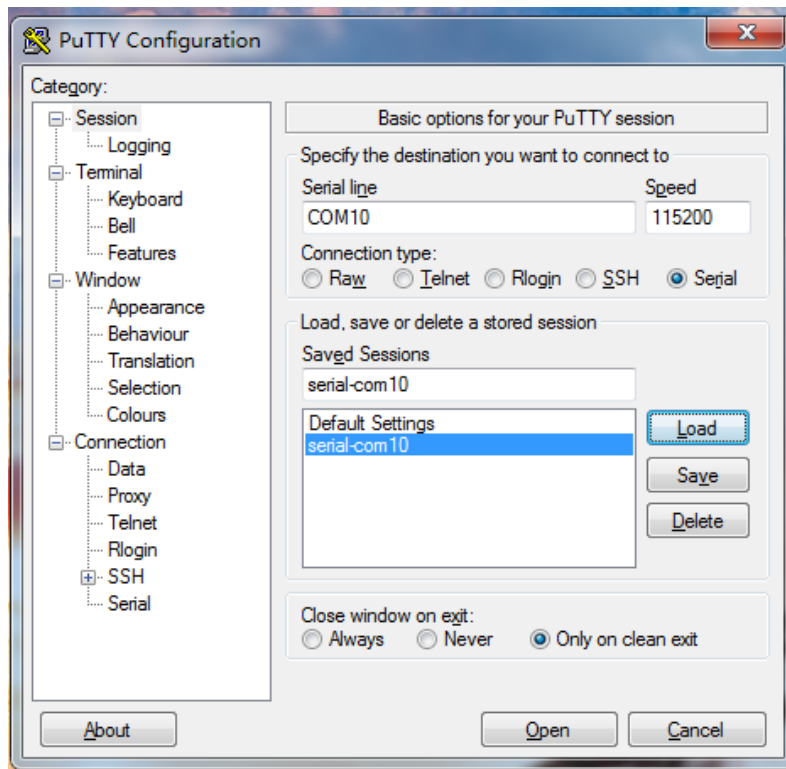 PuTTY Configuration
Category:
Session
Logging
Terminal
Keyboard
Bell
Features
Window
Appearance
Behaviour
Translation
Selection
Colours
Connection
Data
Proxy
Telnet
Rlogin
SSH
Serial
Basic options for your PuTTY session
Specify the destination you want to connect to
Serial line Speed
COM10 115200
Connection type:
Raw Telnet Rlogin SSH Serial
Load, save or delete a stored session
Saved Sessions
serial-com10
Default Settings
serial-com10
Load
Save
Delete
Close window on exit:
Always Never Only on clean exit
About Open Cancel